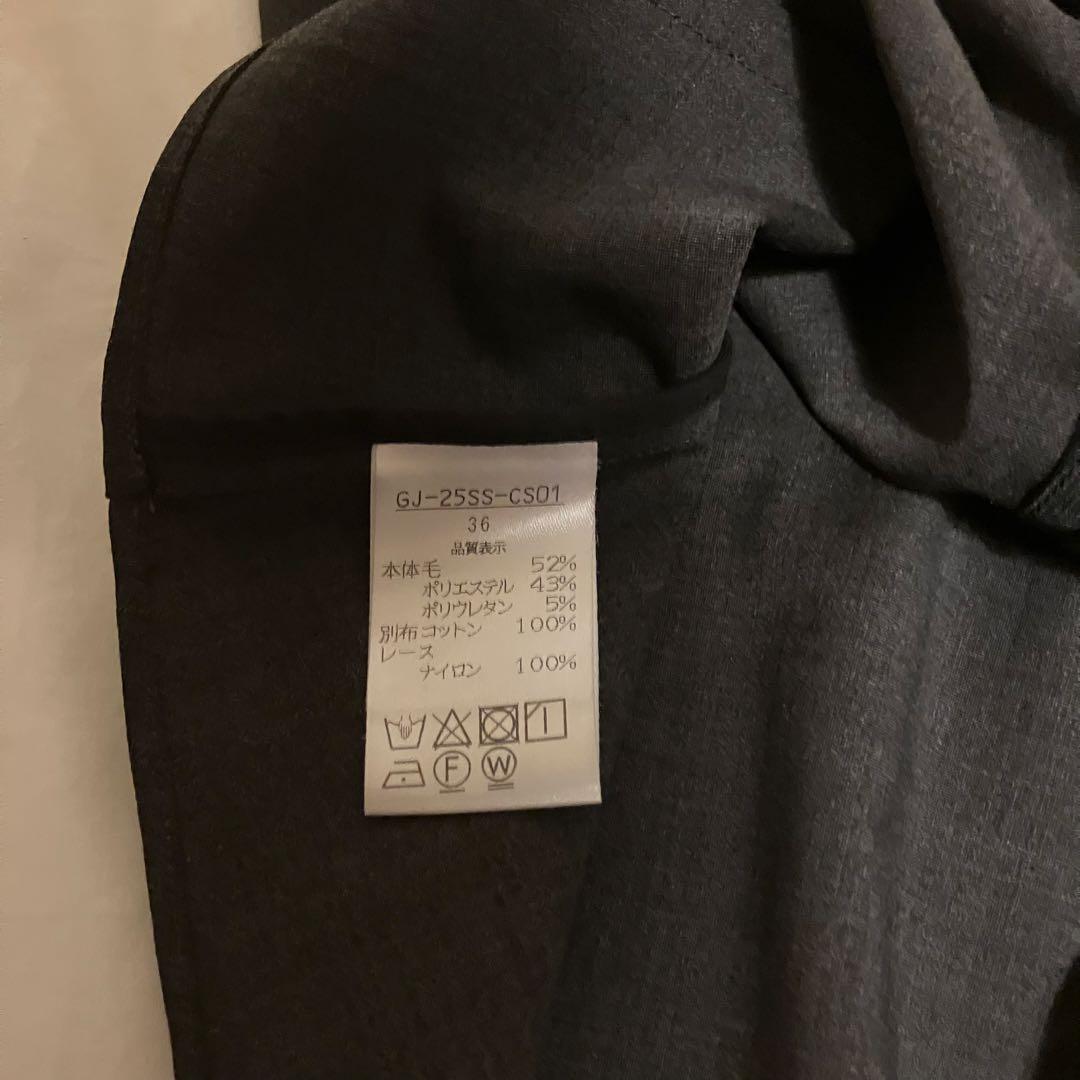 GJ-25SS-CS01
36
品質表示
本体毛 52%
ポリエステル 43%
ポリウレタン 5%
別布コットン 100%
レース
ナイロン 100%
F W